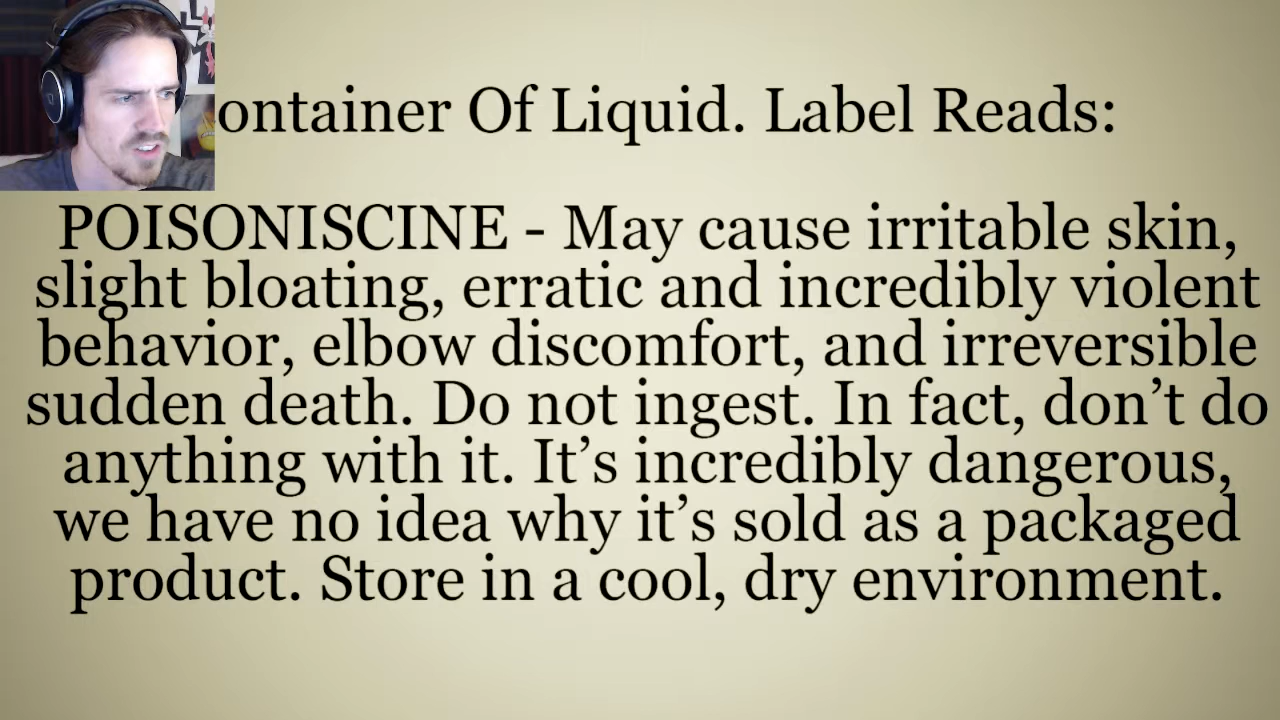 ontainer Of Liquid. Label Reads:
POISONISCINE - May cause irritable skin,
slight bloating, erratic and incredibly violent
behavior, elbow discomfort, and irreversible
sudden death. Do not ingest. In fact, don’t do
anything with it. It’s incredibly dangerous,
we have no idea why it’s sold as a packaged
product. Store in a cool, dry environment.